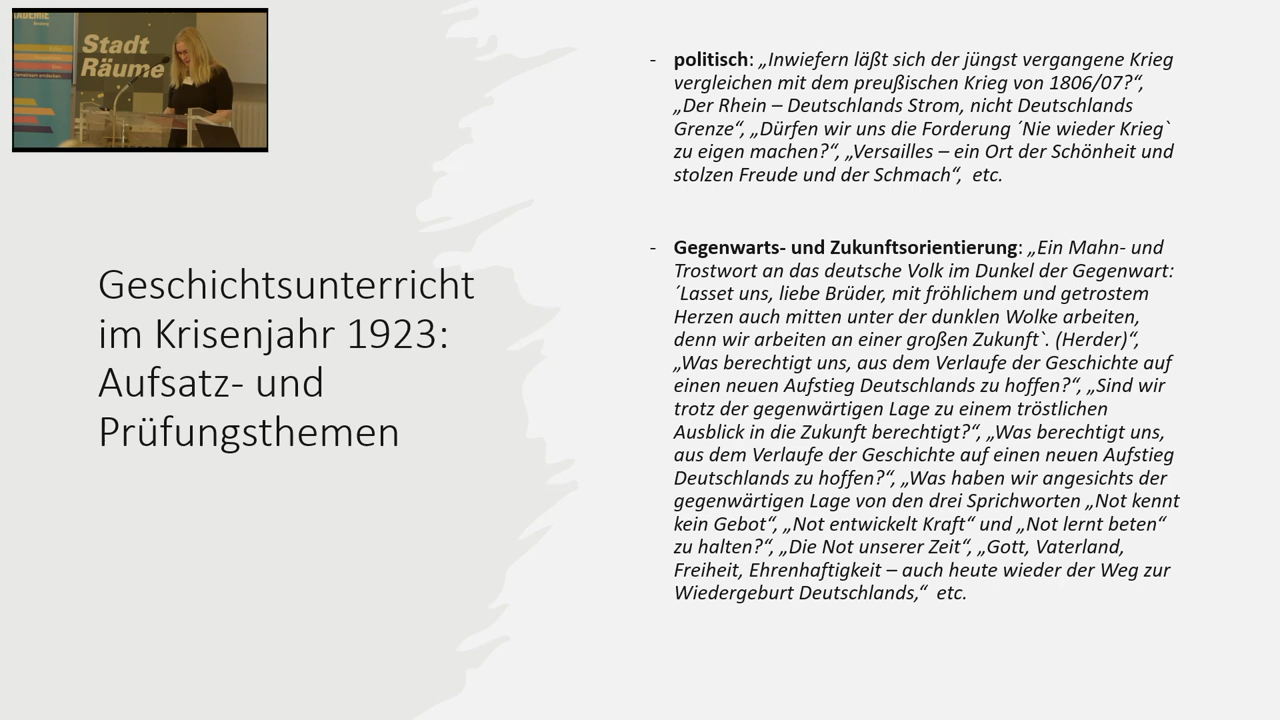 ADEMIE
Stadt
Räume
Geschichtsunterricht
im Krisenjahr 1923:
Aufsatz- und
Prüfungsthemen
- politisch: „Inwiefern läßt sich der jüngst vergangene Krieg
vergleichen mit dem preußischen Krieg von 1806/07?“,
„Der Rhein – Deutschlands Strom, nicht Deutschlands
Grenze“, „Dürfen wir uns die Forderung ´Nie wieder Krieg`
zu eigen machen?“, „Versailles – ein Ort der Schönheit und
stolzen Freude und der Schmach“, etc.
- Gegenwarts- und Zukunftsorientierung: „Ein Mahn- und
Trostwort an das deutsche Volk im Dunkel der Gegenwart:
´Lasset uns, liebe Brüder, mit fröhlichem und getrostem
Herzen auch mitten unter der dunklen Wolke arbeiten,
denn wir arbeiten an einer großen Zukunft`. (Herder)“,
„Was berechtigt uns, aus dem Verlaufe der Geschichte auf
einen neuen Aufstieg Deutschlands zu hoffen?“, „Sind wir
trotz der gegenwärtigen Lage zu einem tröstlichen
Ausblick in die Zukunft berechtigt?“, „Was berechtigt uns,
aus dem Verlaufe der Geschichte auf einen neuen Aufstieg
Deutschlands zu hoffen?“, „Was haben wir angesichts der
gegenwärtigen Lage von den drei Sprichworten „Not kennt
kein Gebot“, „Not entwickelt Kraft“ und „Not lernt beten“
zu halten?“, „Die Not unserer Zeit“, „Gott, Vaterland,
Freiheit, Ehrenhaftigkeit – auch heute wieder der Weg zur
Wiedergeburt Deutschlands,“ etc.